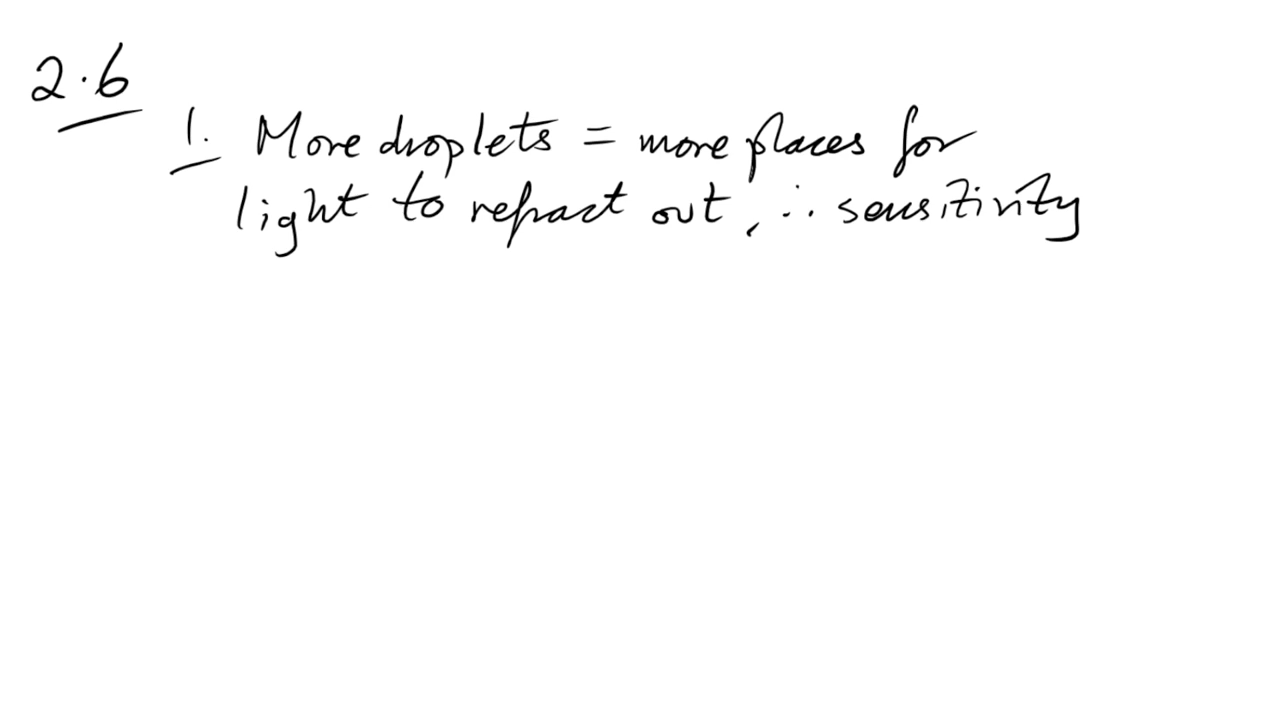 2.6
1. More droplets = more places for
light to refract out, ∴ sensitivity